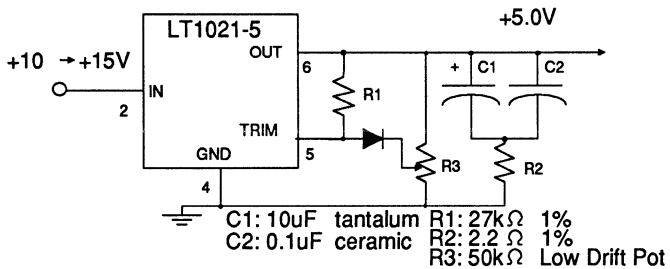 LT1021-5
+5.0V
OUT
6
+ C1 C2
+10 → +15V
IN
2
R1
TRIM
5
GND
R3
R2
4
C1: 10uF tantalum R1: 27kΩ 1%
C2: 0.1uF ceramic R2: 2.2 Ω 1%
R3: 50kΩ Low Drift Pot